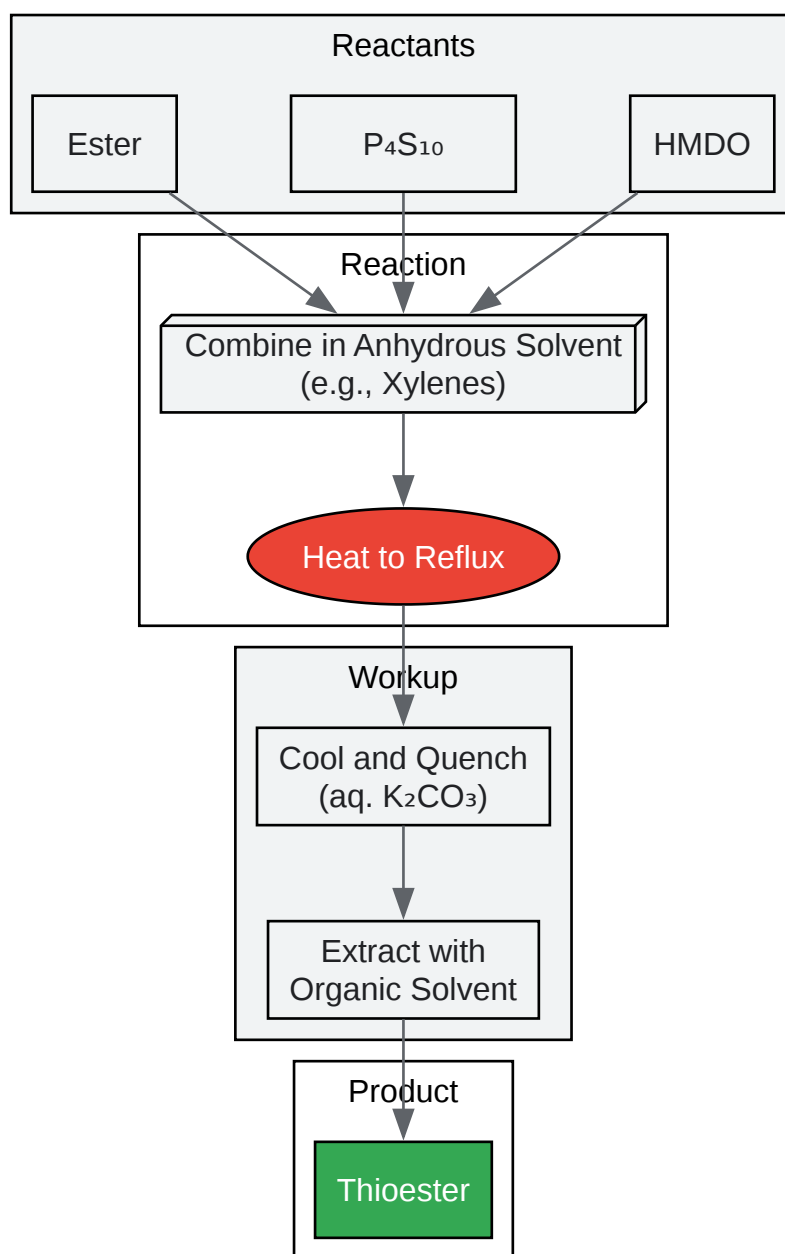 Reactants
Ester
P₄S₁₀
HMDO
Reaction
Combine in Anhydrous Solvent
(e.g., Xylenes)
Heat to Reflux
Workup
Cool and Quench
(aq. K₂CO₃)
Extract with
Organic Solvent
Product
Thioester